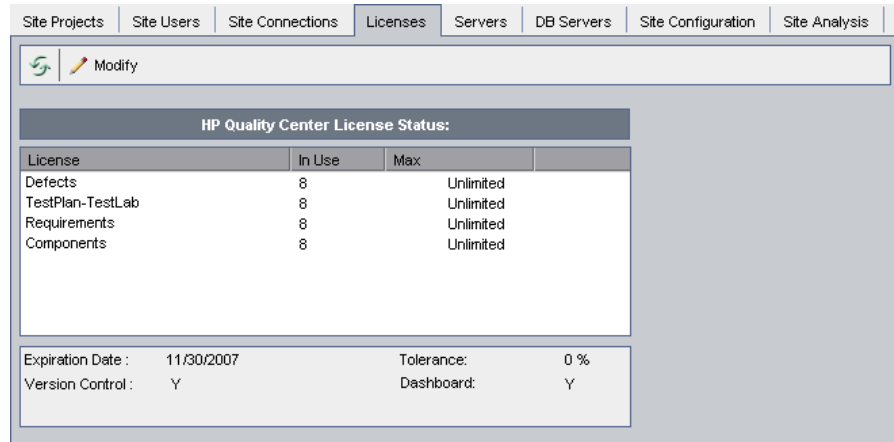 Site Projects Site Users Site Connections Licenses Servers DB Servers Site Configuration Site Analysis
Modify
HP Quality Center License Status:
License In Use Max
Defects 8 Unlimited
TestPlan-TestLab 8 Unlimited
Requirements 8 Unlimited
Components 8 Unlimited
Expiration Date : 11/30/2007 Tolerance: 0 %
Version Control : Y Dashboard: Y